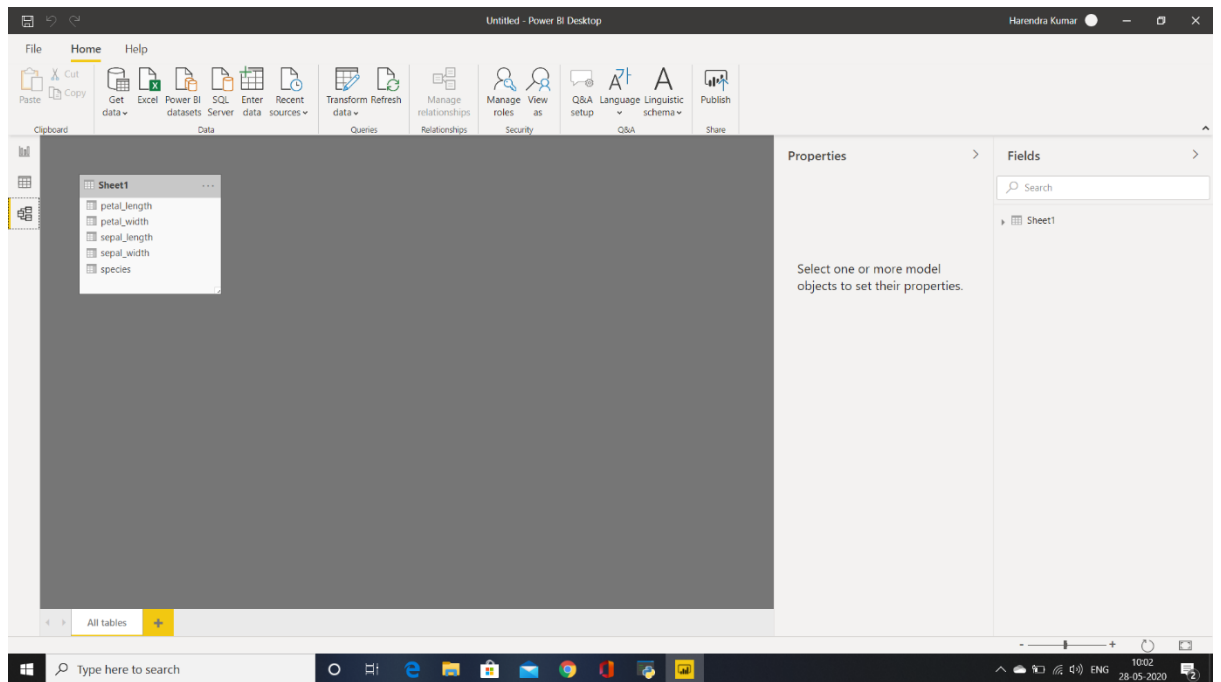 Untitled - Power BI Desktop
Harendra Kumar
File Home Help
Paste
Cut
Copy
Get data
Excel
Power BI datasets
SQL Server
Enter data
Recent sources
Transform data
Refresh
Manage relationships
Manage roles
View as
Q&A setup
Language
Linguistic schema
Publish
Clipboard
Data
Queries
Relationships
Security
Q&A
Share
Sheet1
petal_length
petal_width
sepal_length
sepal_width
species
Properties
Select one or more model
objects to set their properties.
Fields
Search
Sheet1
All tables
Type here to search
ENG
10:02
28-05-2020
2